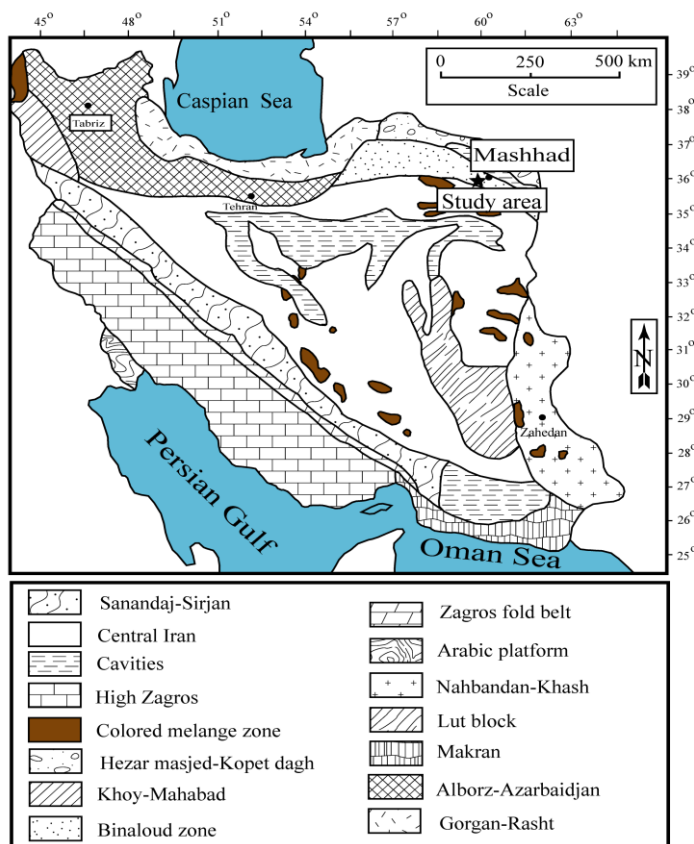 45° 48° 51° 54° 57° 60° 63°
0 250 500 km
Scale
39°
38°
37°
36°
35°
34°
33°
32°
31°
30°
29°
28°
27°
26°
25°
Caspian Sea
Tabriz
Mashhad
Study area
Tehran
N
Zahedan
Persian Gulf
Oman Sea
Sanandaj-Sirjan
Central Iran
Cavities
High Zagros
Colored melange zone
Hezar masjed-Kopet dagh
Khoy-Mahabad
Binaloud zone
Zagros fold belt
Arabic platform
Nahbandan-Khash
Lut block
Makran
Alborz-Azarbaidjan
Gorgan-Rasht